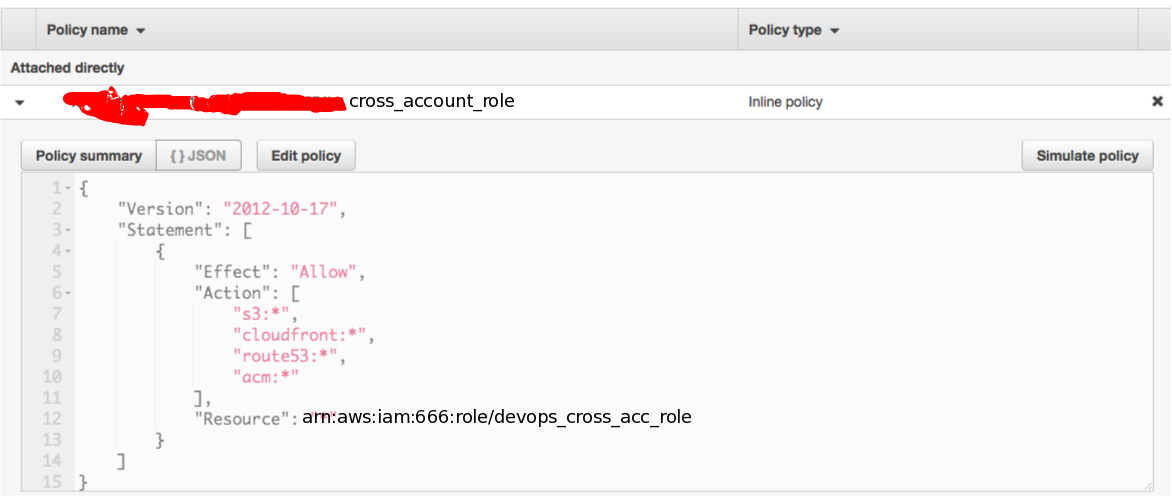 Policy name Policy type
Attached directly
cross_account_role Inline policy
Policy summary { } JSON Edit policy Simulate policy
1 {
2 "Version": "2012-10-17",
3 "Statement": [
4 {
5 "Effect": "Allow",
6 "Action": [
7 "s3:*",
8 "cloudfront:*",
9 "route53:*",
10 "acm:*"
11 ],
12 "Resource": arn:aws:iam:666:role/devops_cross_acc_role
13 }
14 ]
15 }